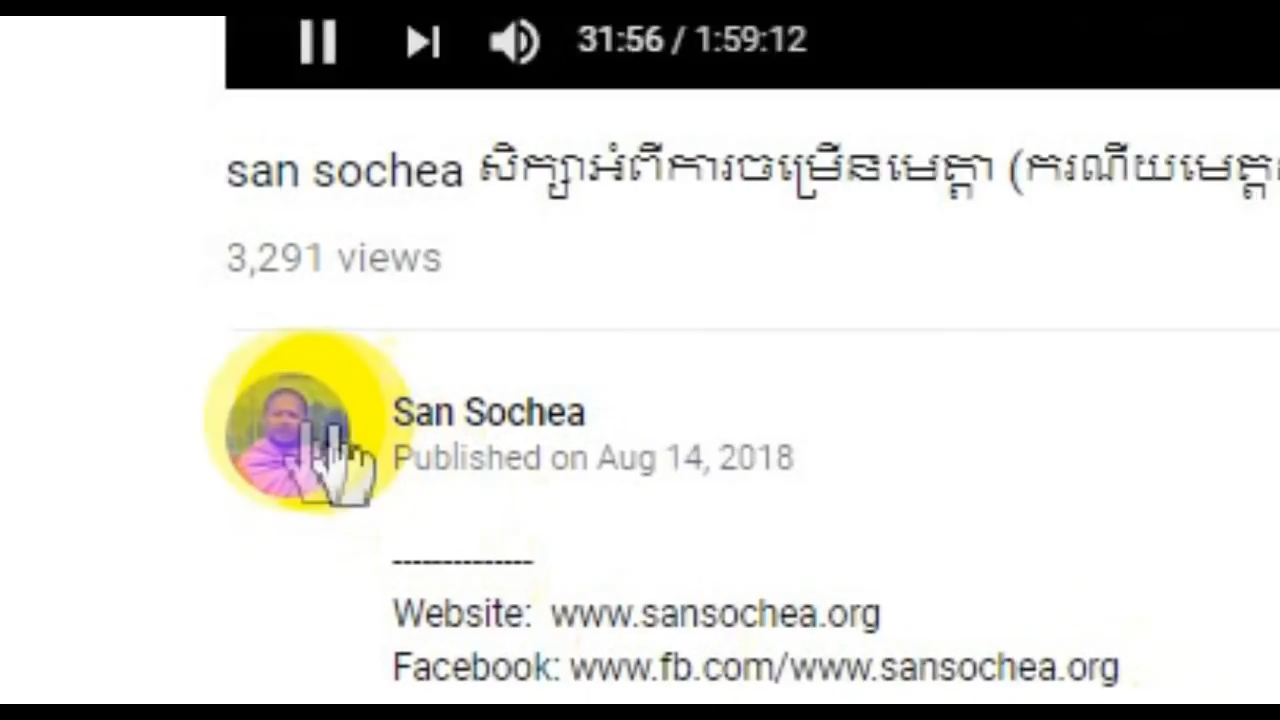 31:56 / 1:59:12
san sochea សិក្សាអំពីការចម្រើនមេត្តា (ករណីយមេត្ត
3,291 views
San Sochea
Published on Aug 14, 2018
---------------
Website: www.sansochea.org
Facebook: www.fb.com/www.sansochea.org